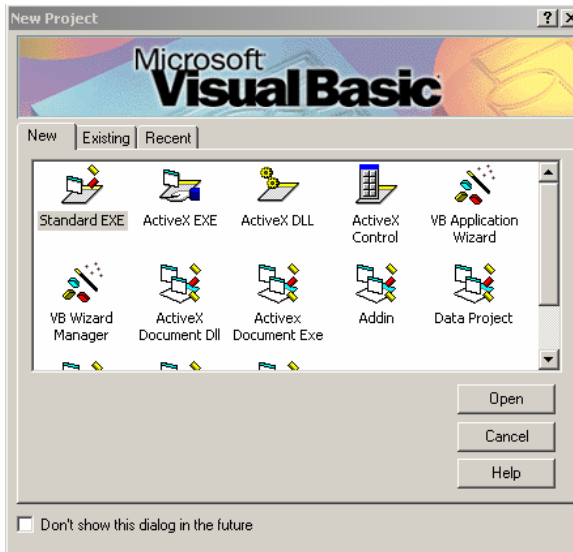 New Project
Microsoft
Visual Basic
New Existing Recent
Standard EXE ActiveX EXE ActiveX DLL ActiveX Control VB Application Wizard
VB Wizard Manager ActiveX Document Dll Activex Document Exe Addin Data Project
Open
Cancel
Help
Don't show this dialog in the future